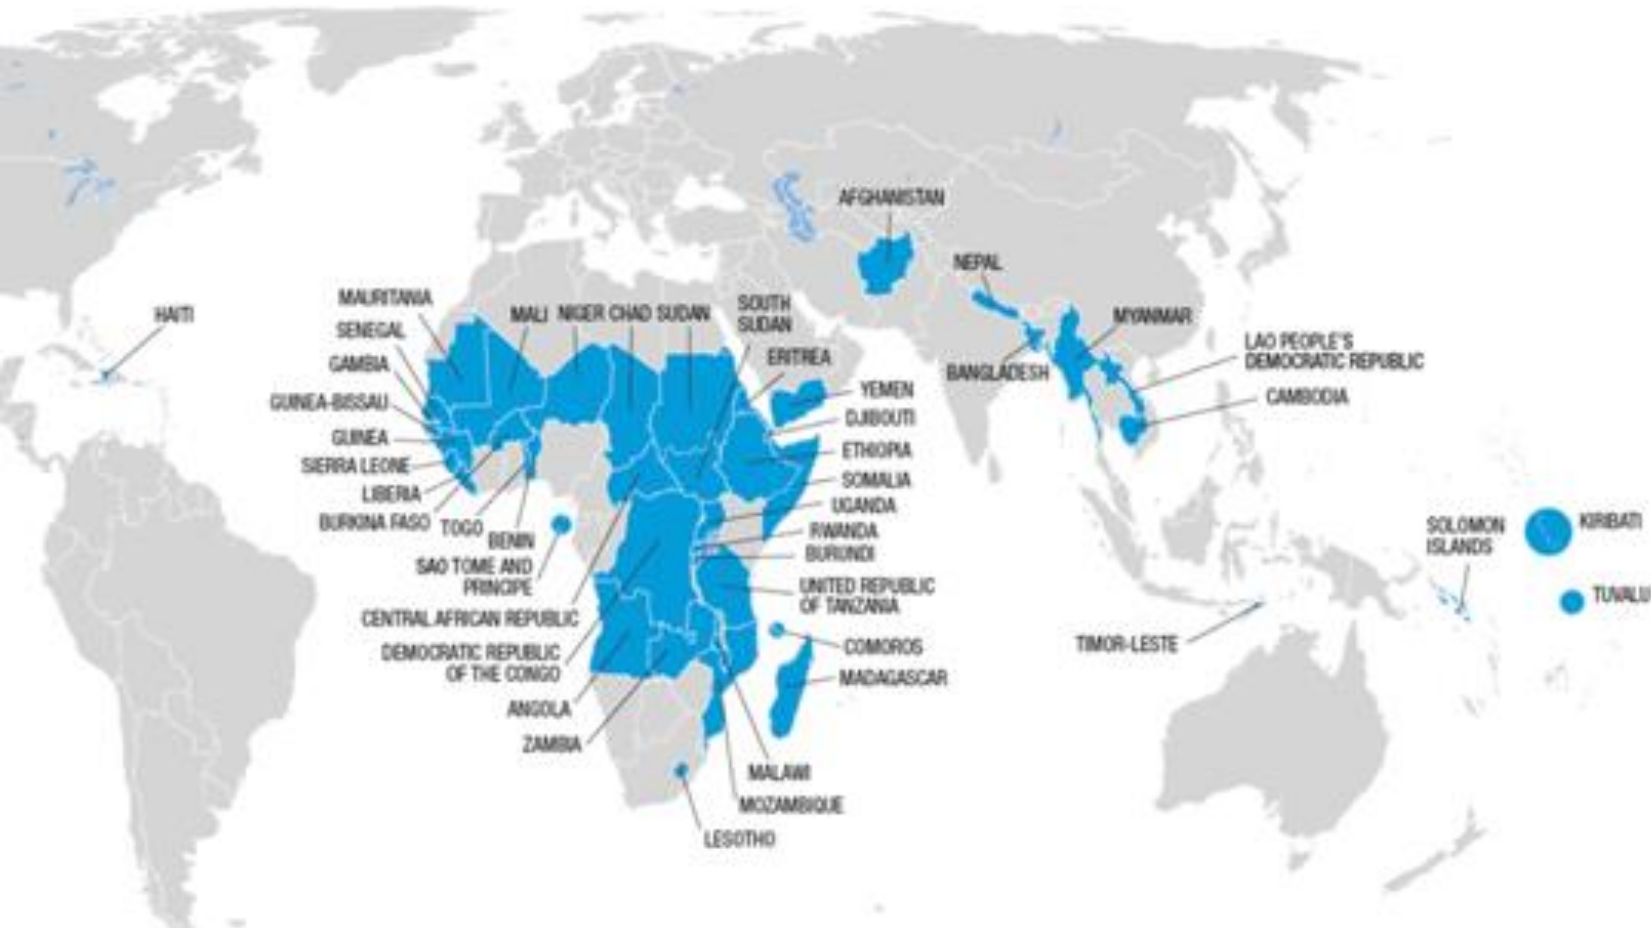 AFGHANISTAN
NEPAL
HAITI
MAURITANIA
MALI NIGER CHAD SUDAN
SOUTH
SUDAN
MYANMAR
SENEGAL
LAO PEOPLE'S
DEMOCRATIC REPUBLIC
ERITREA
GAMBIA
BANGLADESH
YEMEN
CAMBODIA
GUINEA-BISSAU
DJIBOUTI
GUINEA
ETHIOPIA
SIERRA LEONE
SOMALIA
LIBERIA
UGANDA
BURKINA FASO
TOGO
BENIN
RWANDA
BURUNDI
SOLOMON
ISLANDS
KIRIBATI
SAO TOME AND
PRINCIPE
UNITED REPUBLIC
OF TANZANIA
TUVALU
CENTRAL AFRICAN REPUBLIC
COMOROS
TIMOR-LESTE
DEMOCRATIC REPUBLIC
OF THE CONGO
MADAGASCAR
ANGOLA
ZAMBIA
MALAWI
MOZAMBIQUE
LESOTHO